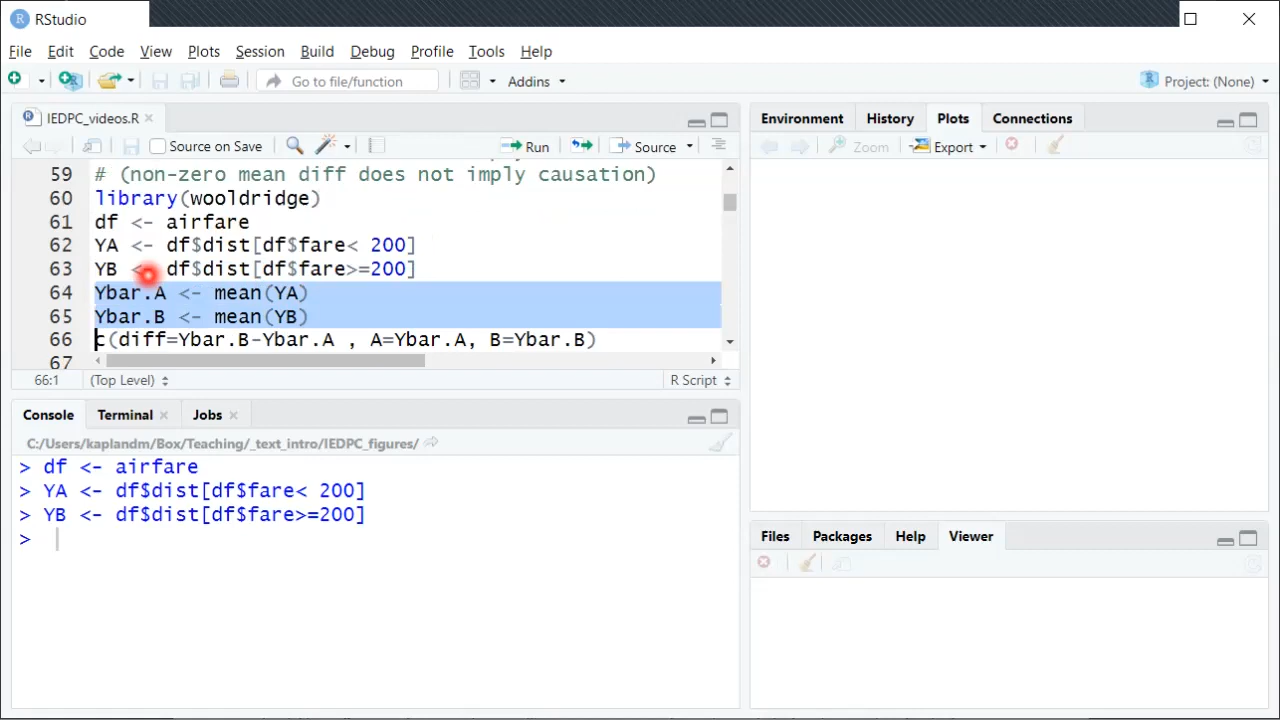 RStudio
File Edit Code View Plots Session Build Debug Profile Tools Help
Go to file/function Addins Project: (None)
IEDPC_videos.R
Source on Save Run Source
59 # (non-zero mean diff does not imply causation)
60 library(wooldridge)
61 df <- airfare
62 YA <- df$dist[df$fare< 200]
63 YB <- df$dist[df$fare>=200]
64 Ybar.A <- mean(YA)
65 Ybar.B <- mean(YB)
66 c(diff=Ybar.B-Ybar.A , A=Ybar.A, B=Ybar.B)
67
66:1 (Top Level) R Script
Console Terminal Jobs
C:/Users/kaplandm/Box/Teaching/_text_intro/IEDPC_figures/
> df <- airfare
> YA <- df$dist[df$fare< 200]
> YB <- df$dist[df$fare>=200]
>
Environment History Plots Connections
Zoom Export
Files Packages Help Viewer